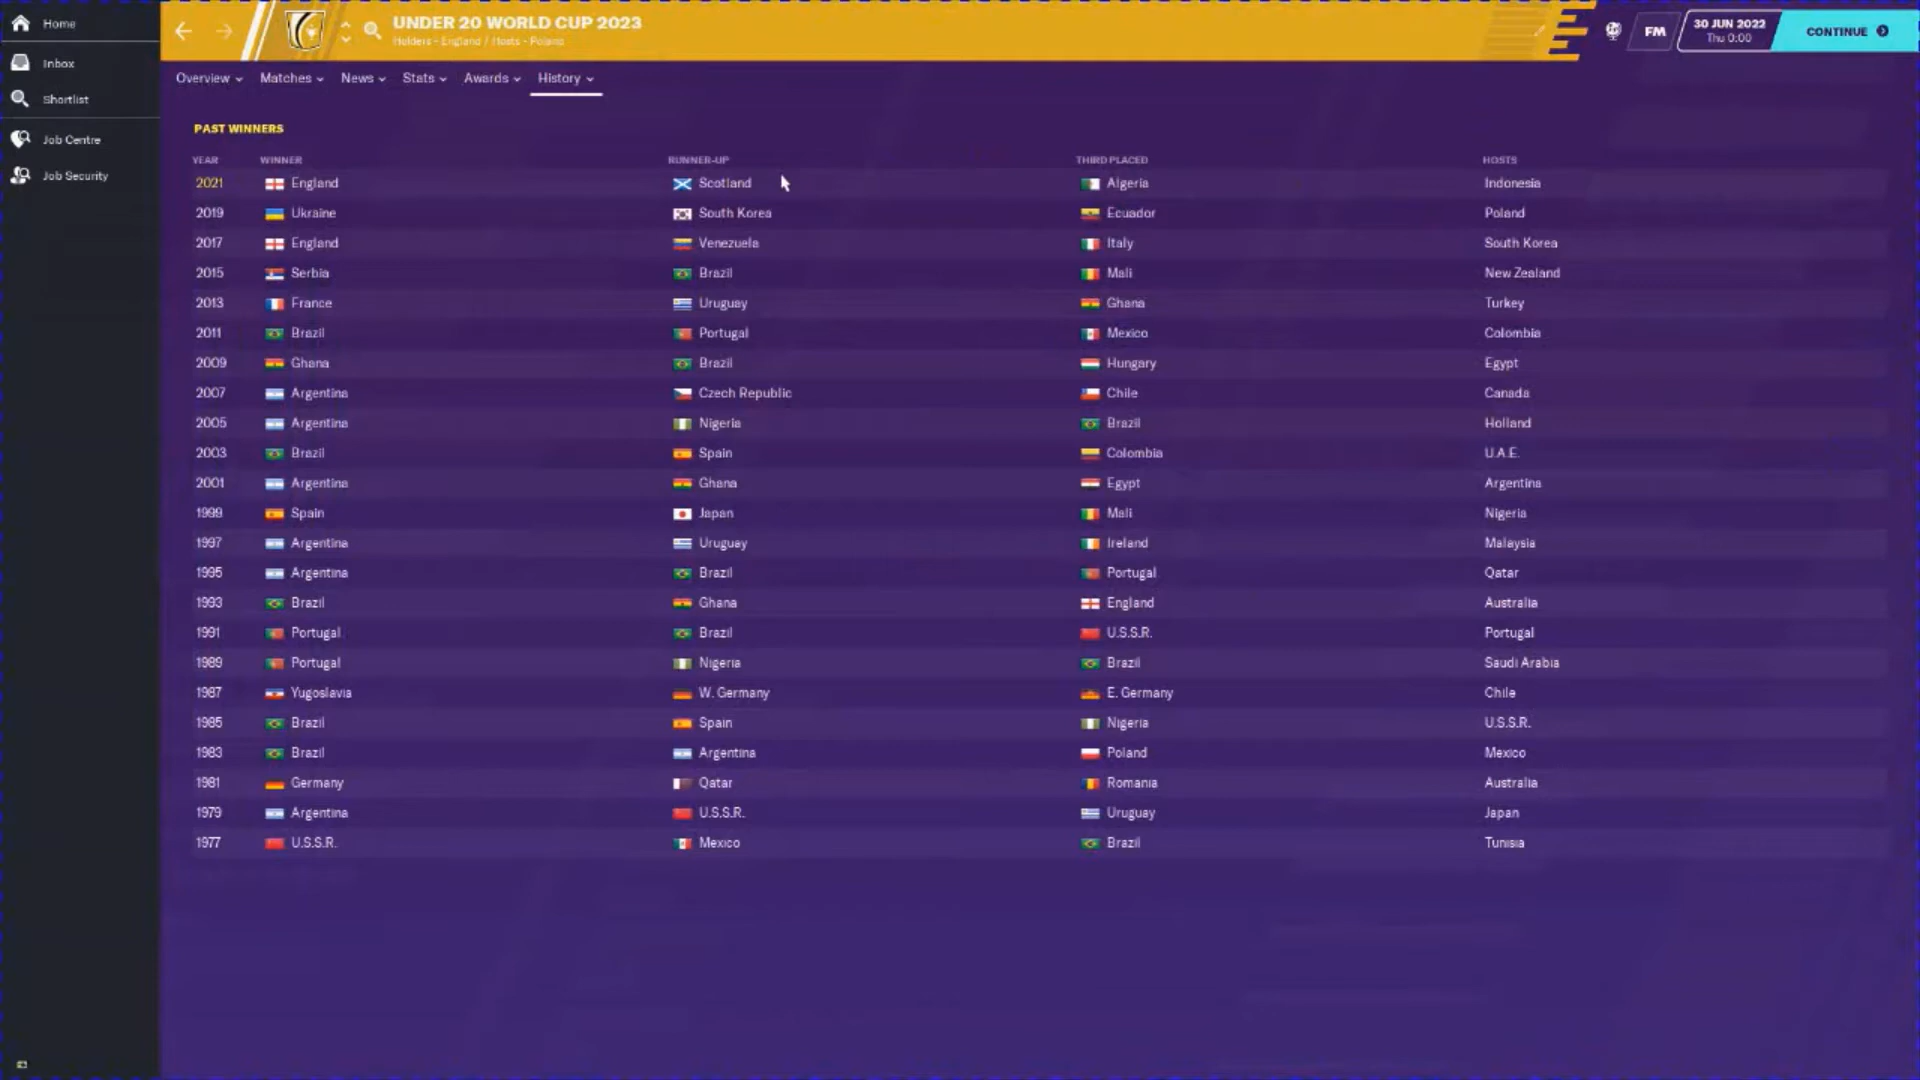 Home
Inbox
Shortlist
Job Centre
Job Security
UNDER 20 WORLD CUP 2023
Holders - England / Hosts - Poland
FM
30 JUN 2022
Thu 0:00
CONTINUE
Overview Matches News Stats Awards History
PAST WINNERS
YEAR WINNER RUNNER-UP THIRD PLACED HOSTS
2021 England Scotland Algeria Indonesia
2019 Ukraine South Korea Ecuador Poland
2017 England Venezuela Italy South Korea
2015 Serbia Brazil Mali New Zealand
2013 France Uruguay Ghana Turkey
2011 Brazil Portugal Mexico Colombia
2009 Ghana Brazil Hungary Egypt
2007 Argentina Czech Republic Chile Canada
2005 Argentina Nigeria Brazil Holland
2003 Brazil Spain Colombia U.A.E.
2001 Argentina Ghana Egypt Argentina
1999 Spain Japan Mali Nigeria
1997 Argentina Uruguay Ireland Malaysia
1995 Argentina Brazil Portugal Qatar
1993 Brazil Ghana England Australia
1991 Portugal Brazil U.S.S.R. Portugal
1989 Portugal Nigeria Brazil Saudi Arabia
1987 Yugoslavia W. Germany E. Germany Chile
1985 Brazil Spain Nigeria U.S.S.R.
1983 Brazil Argentina Poland Mexico
1981 Germany Qatar Romania Australia
1979 Argentina U.S.S.R. Uruguay Japan
1977 U.S.S.R. Mexico Brazil Tunisia